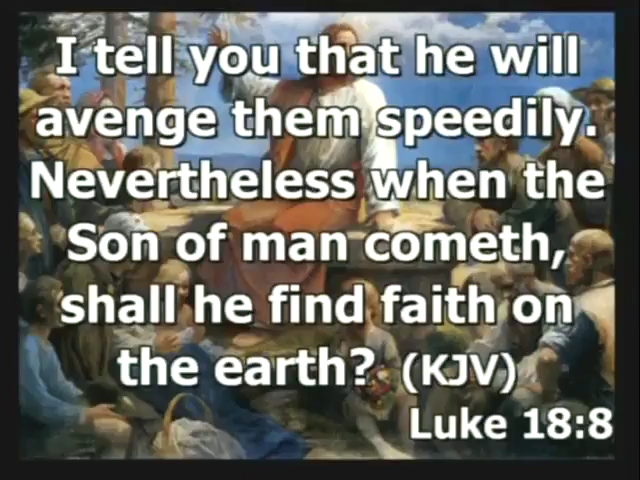 I tell you that he will
avenge them speedily.
Nevertheless when the
Son of man cometh,
shall he find faith on
the earth? (KJV)
Luke 18:8